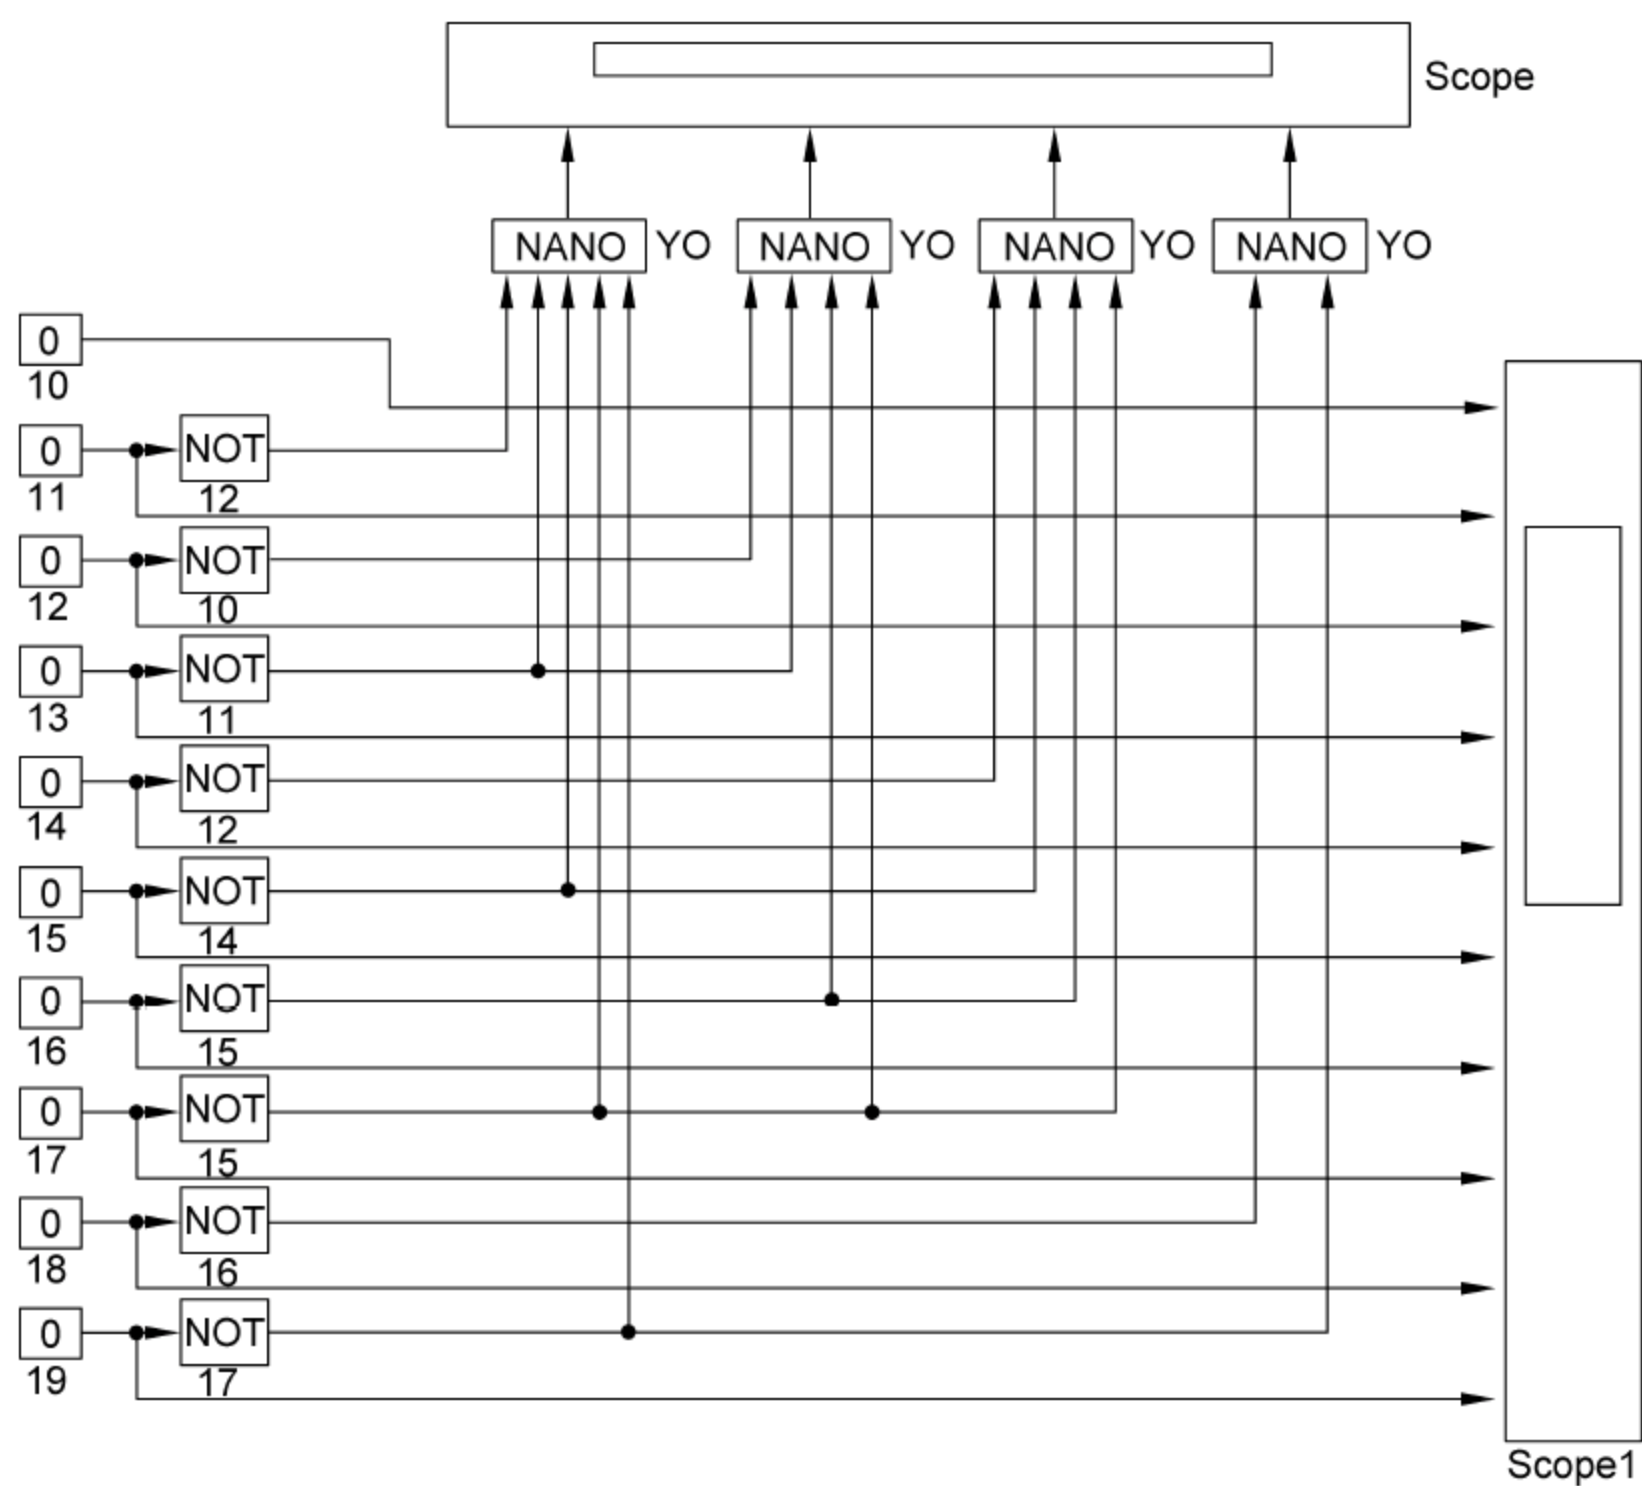 Scope
NANO YO NANO YO NANO YO NANO YO
0
10
0 NOT
11 12
0 NOT
12 10
0 NOT
13 11
0 NOT
14 12
0 NOT
15 14
0 NOT
16 15
0 NOT
17 15
0 NOT
18 16
0 NOT
19 17
Scope1